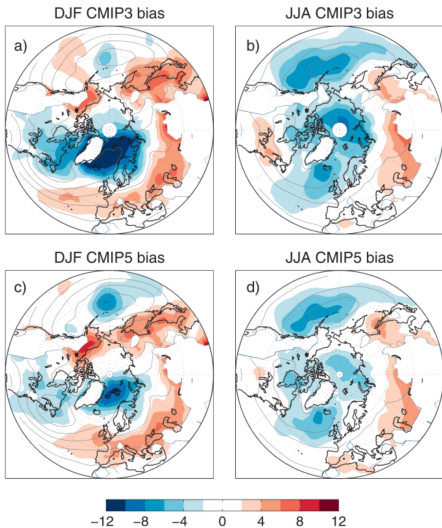 DJF CMIP3 bias
JJA CMIP3 bias
a)
b)
DJF CMIP5 bias
JJA CMIP5 bias
c)
d)
−12 −8 −4 0 4 8 12